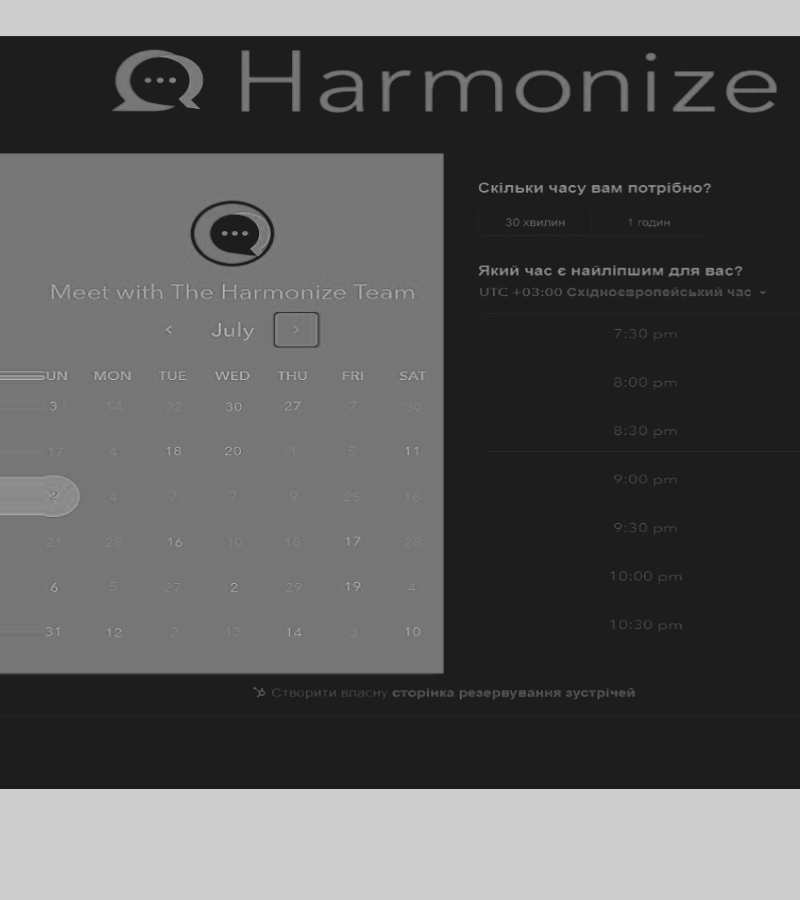 Harmonize
Meet with The Harmonize Team
< July >
SUN MON TUE WED THU FRI SAT
3 14 22 30 27 7 30
17 4 18 20 1 5 11
2 4 7 7 9 25 18
21 28 16 10 18 17 28
6 5 27 2 29 19 4
31 12 2 13 14 3 10
Скільки часу вам потрібно?
30 хвилин 1 годин
Який час є найліпшим для вас?
UTC +03:00 Східноєвропейський час
7:30 pm
8:00 pm
8:30 pm
9:00 pm
9:30 pm
10:00 pm
10:30 pm
Створити власну сторінка резервування зустрічей